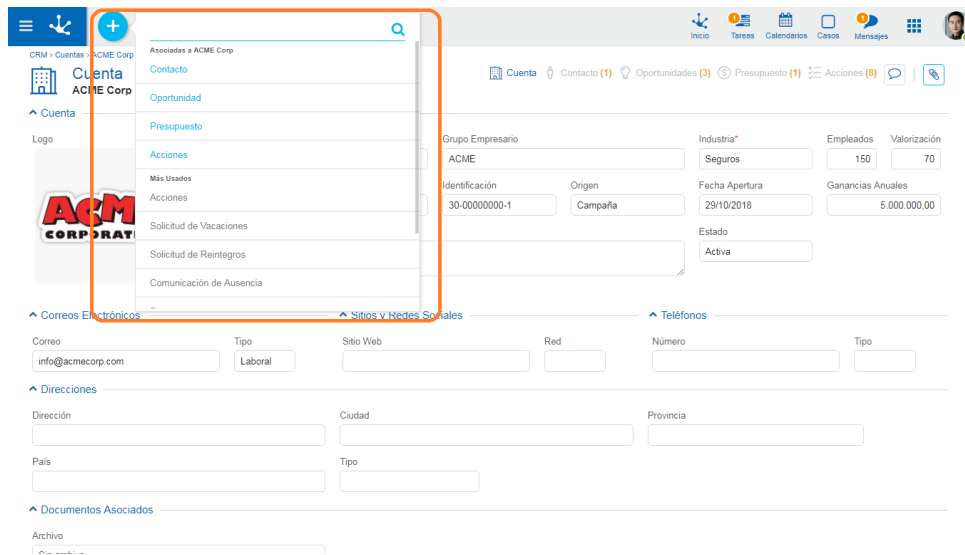 Inicio
1
Tareas
Calendarios
Casos
1
Mensajes
Asociadas a ACME Corp
Contacto
Oportunidad
Presupuesto
Acciones
Más Usados
Acciones
Solicitud de Vacaciones
Solicitud de Reintegros
Comunicación de Ausencia
CRM > Cuentas > ACME Corp
Cuenta
ACME Corp
Cuenta
Contacto (1)
Oportunidades (3)
Presupuesto (1)
Acciones (8)
Cuenta
Logo
Grupo Empresario
Industria*
Empleados
Valorización
ACME
Seguros
150
70
Identificación
Origen
Fecha Apertura
Ganancias Anuales
30-00000000-1
Campaña
29/10/2018
5.000.000,00
Estado
Activa
Correos Electrónicos
Sitios y Redes Sociales
Teléfonos
Correo
Tipo
Sitio Web
Red
Número
Tipo
info@acmecorp.com
Laboral
Direcciones
Dirección
Ciudad
Provincia
País
Tipo
Documentos Asociados
Archivo
Sin archivo